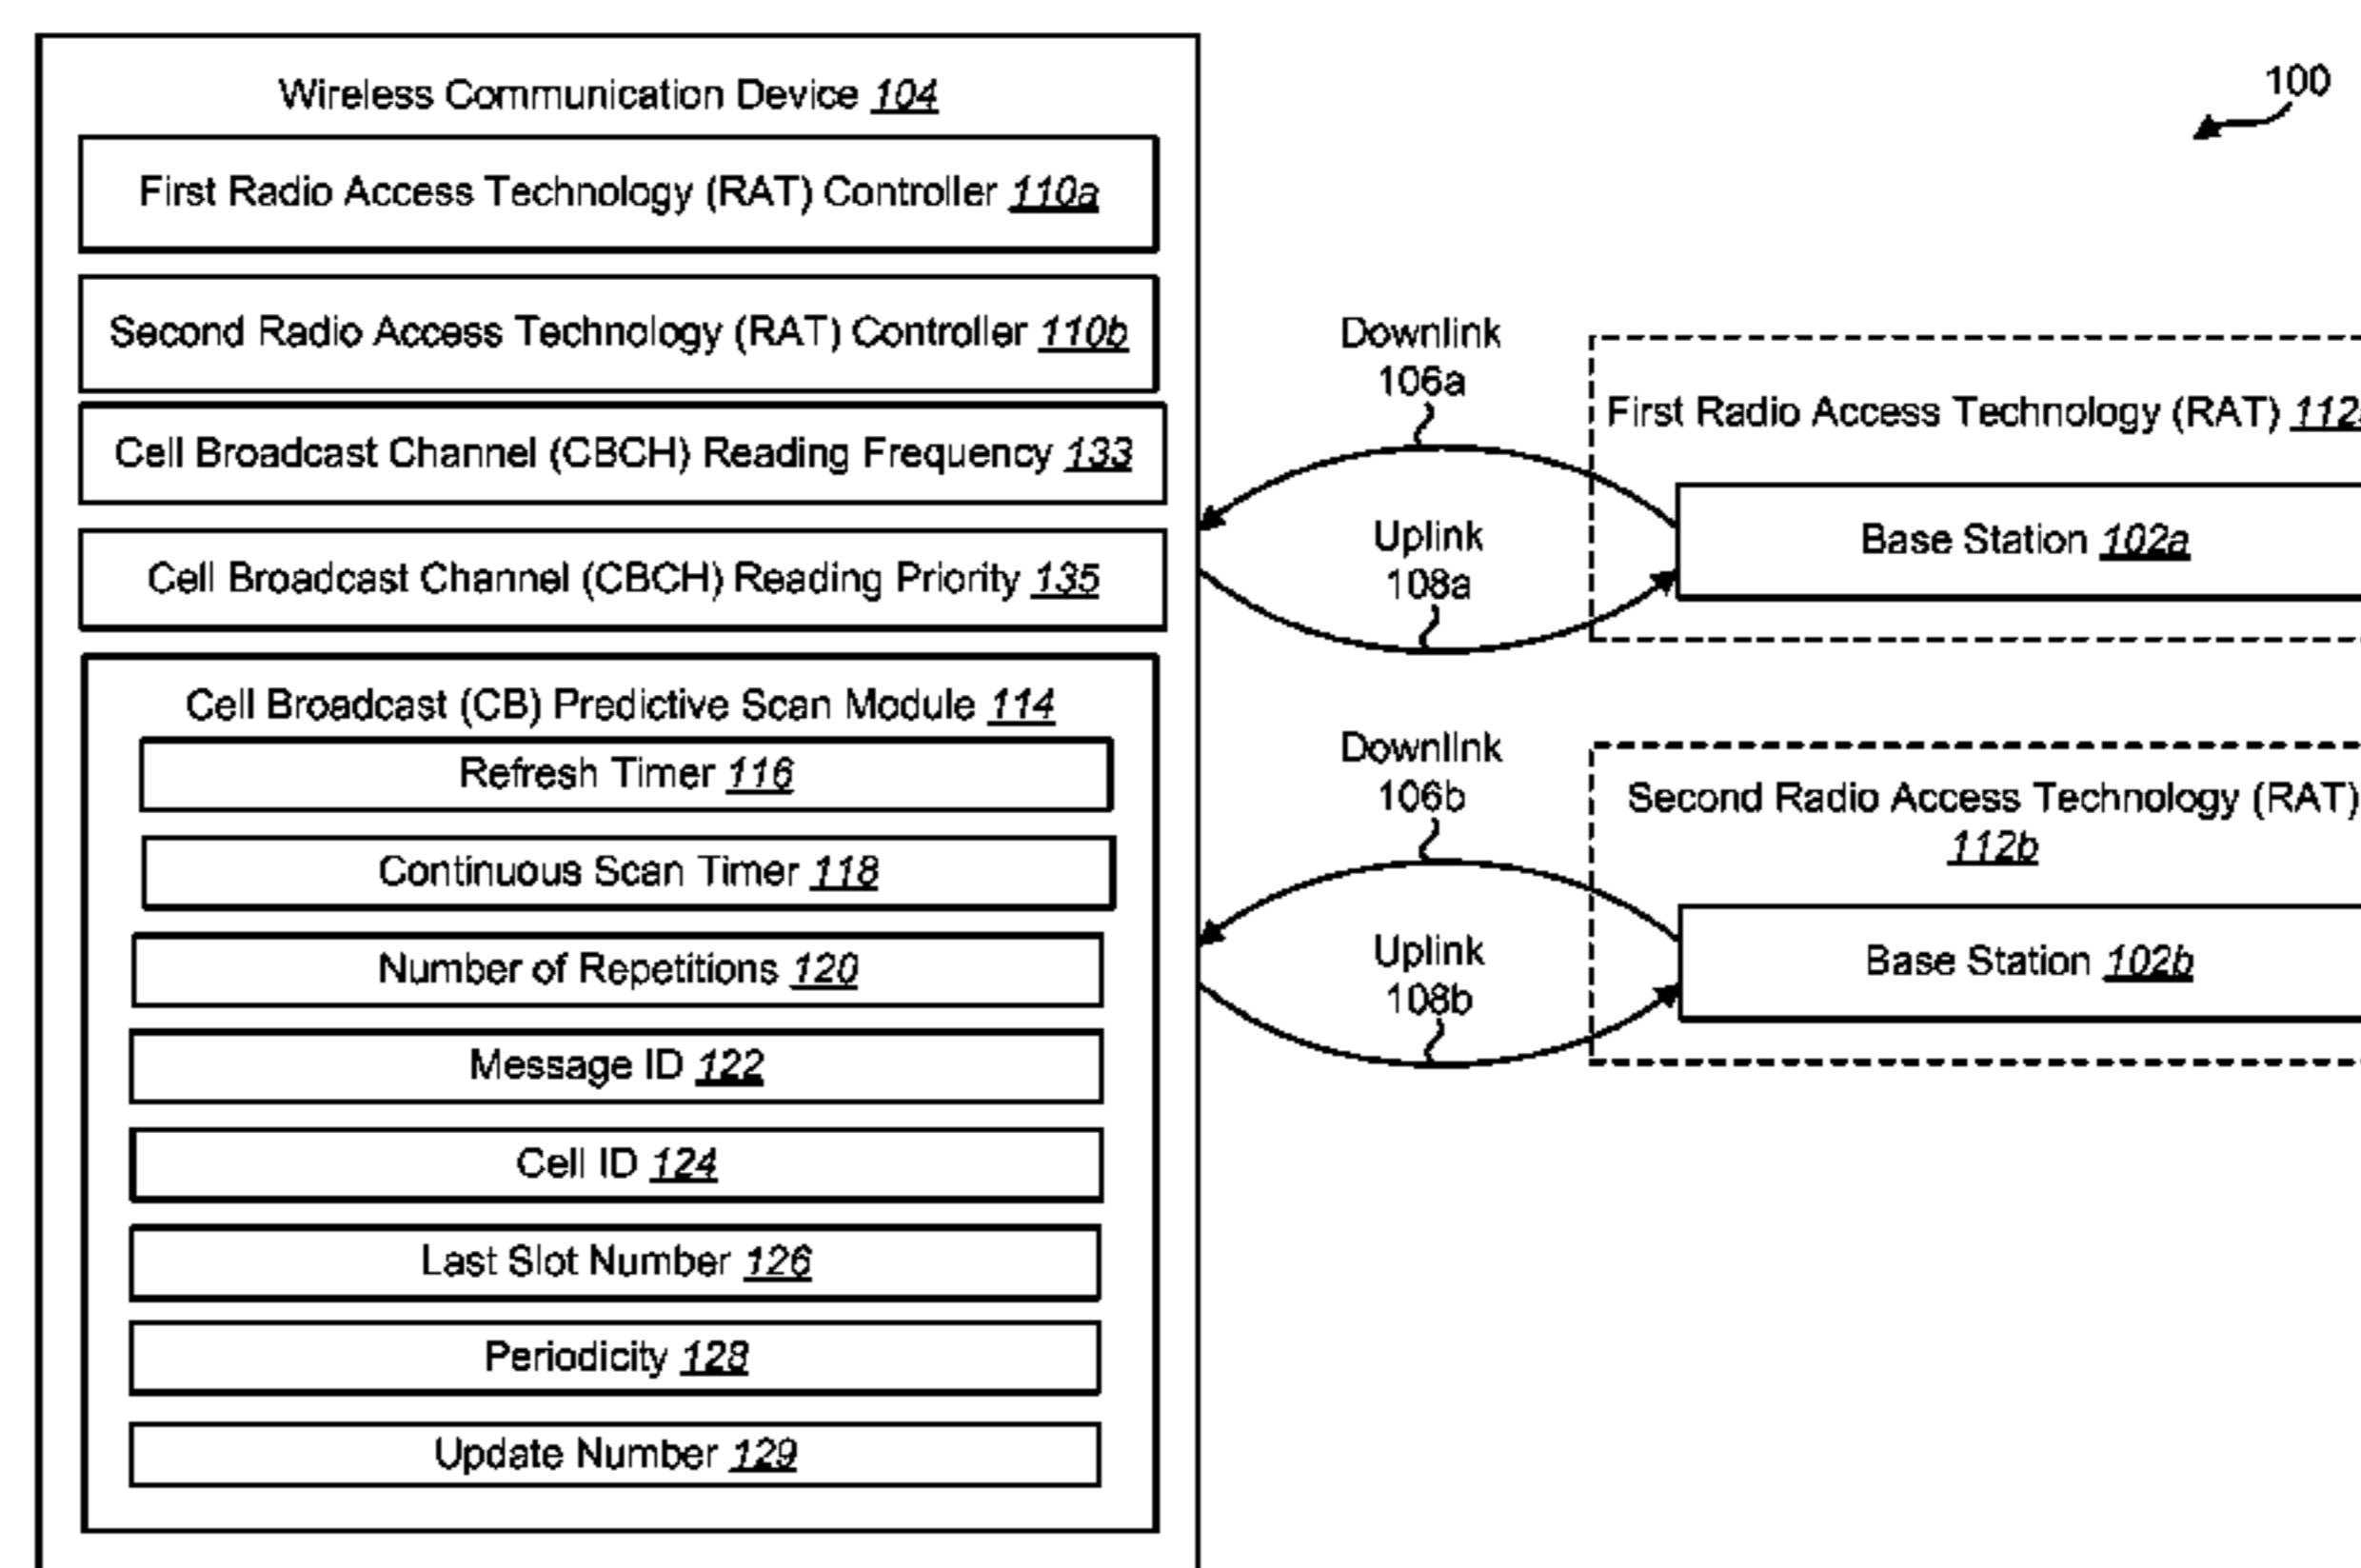 Wireless Communication Device 104
First Radio Access Technology (RAT) Controller 110a
Second Radio Access Technology (RAT) Controller 110b
Cell Broadcast Channel (CBCH) Reading Frequency 133
Cell Broadcast Channel (CBCH) Reading Priority 135
Cell Broadcast (CB) Predictive Scan Module 114
Refresh Timer 116
Continuous Scan Timer 118
Number of Repetitions 120
Message ID 122
Cell ID 124
Last Slot Number 126
Periodicity 128
Update Number 129
100
Downlink
106a
Uplink
108a
First Radio Access Technology (RAT)
Base Station 102a
Downlink
106b
Uplink
108b
Second Radio Access Technology (RAT)
112b
Base Station 102b